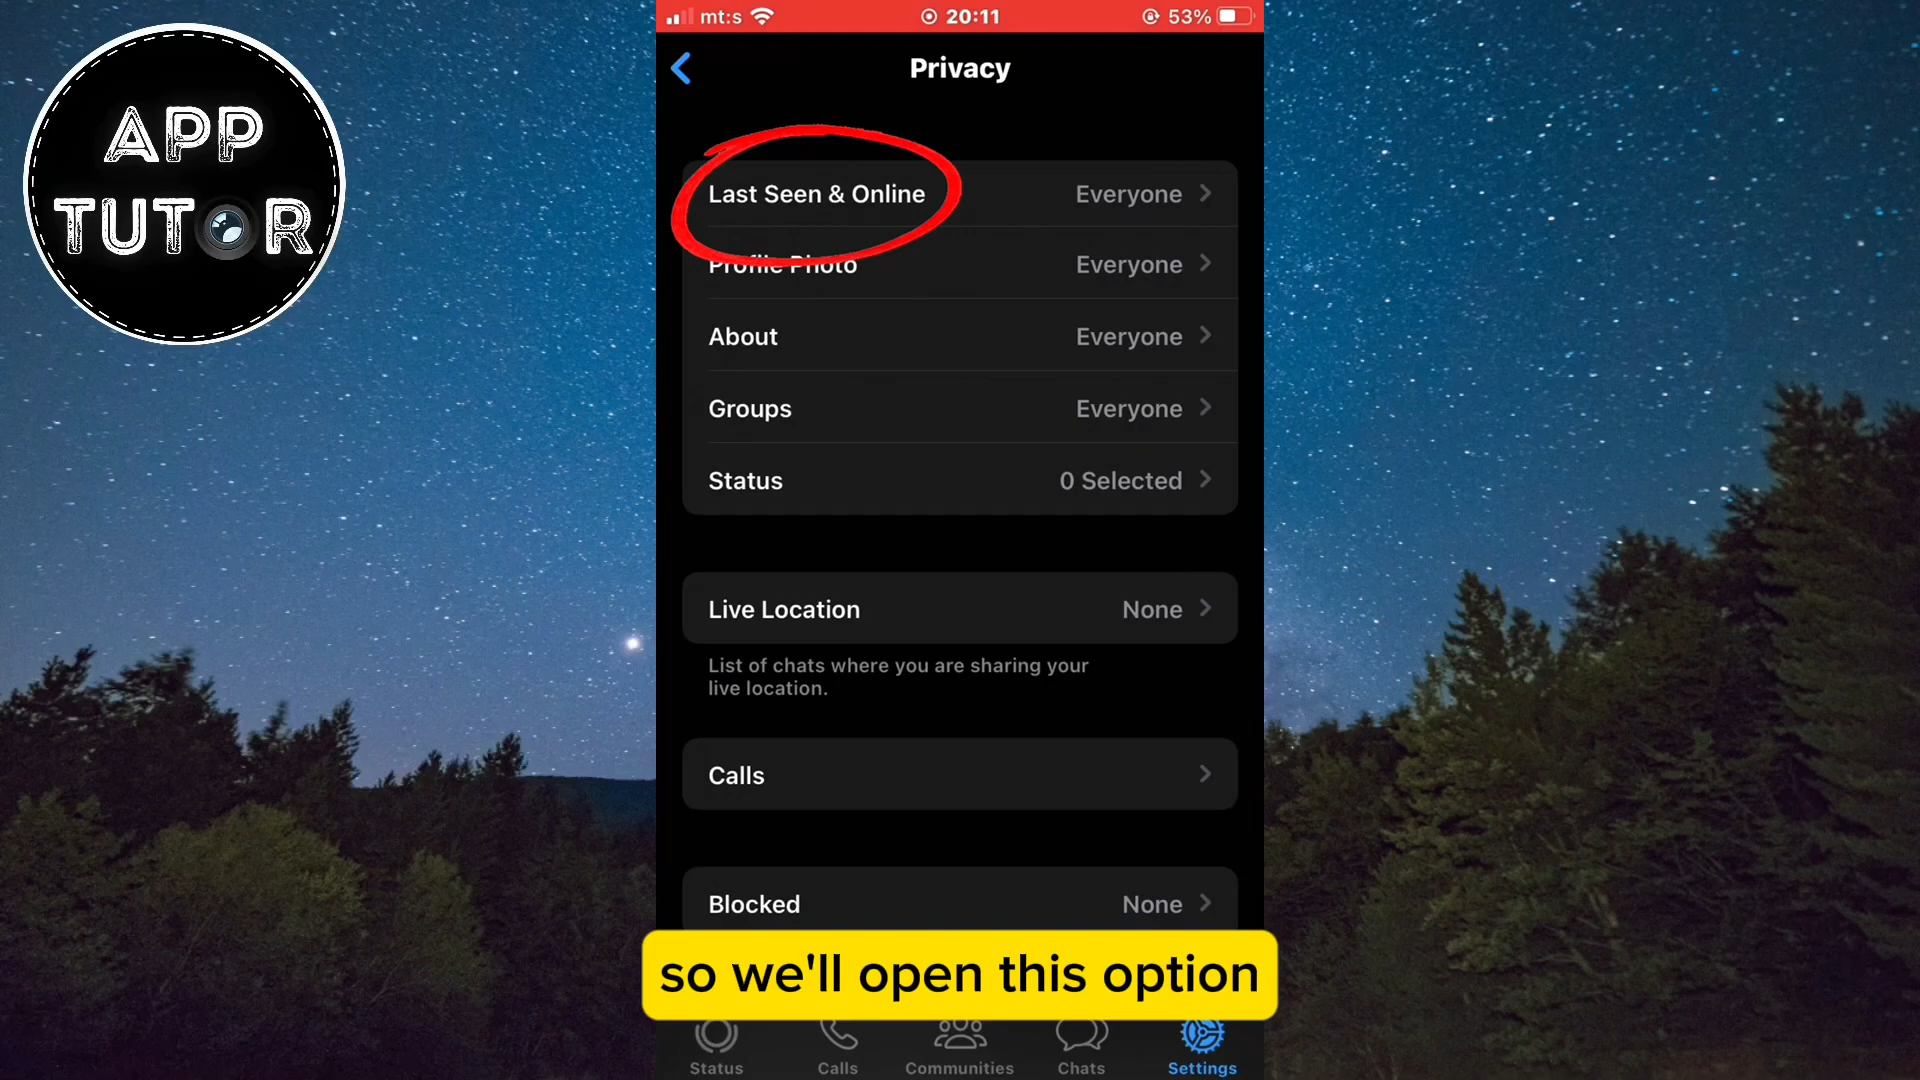 APP
TUTOR
mt:s 20:11 53%
Privacy
Last Seen & Online Everyone
Profile Photo Everyone
About Everyone
Groups Everyone
Status 0 Selected
Live Location None
List of chats where you are sharing your
live location.
Calls
Blocked None
so we'll open this option
Status Calls Communities Chats Settings